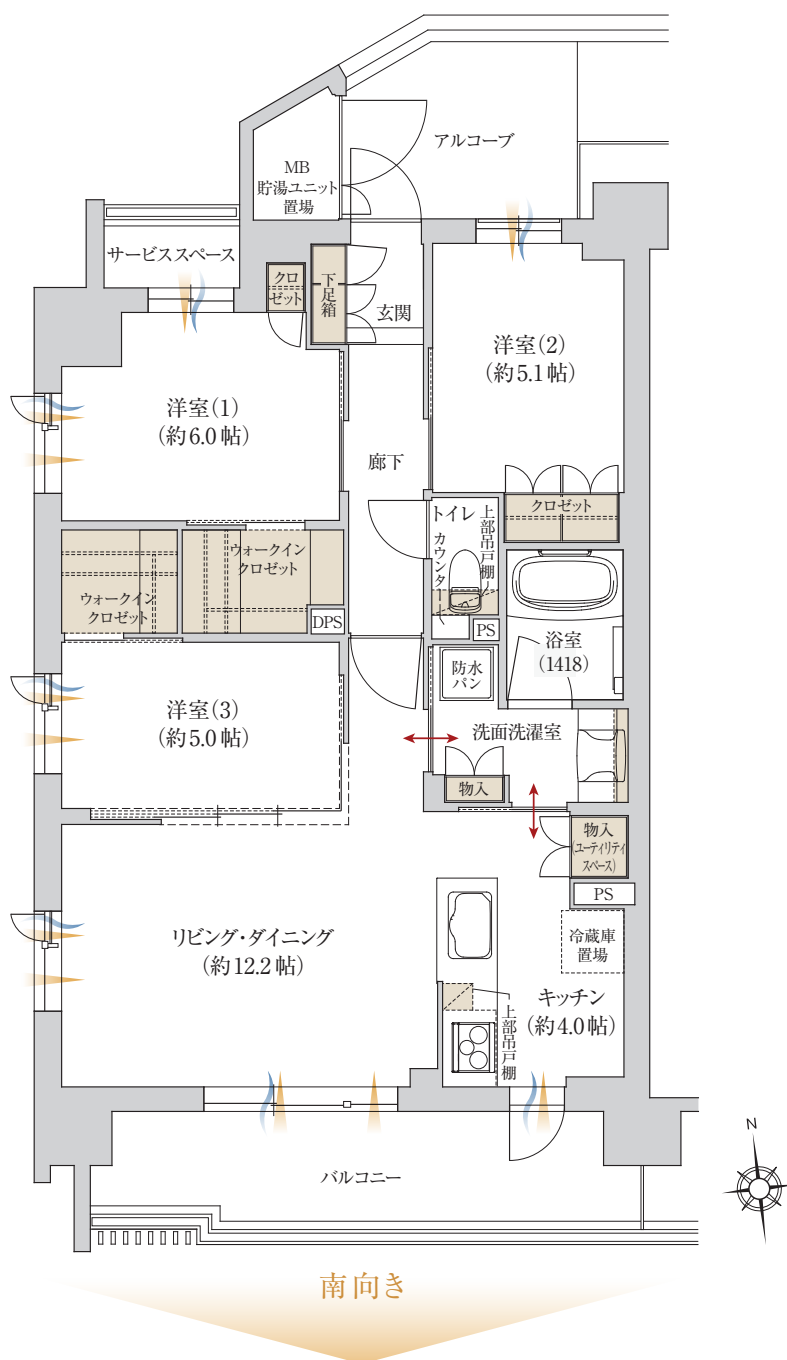 アルコーブ
MB
貯湯ユニット
置場
サービススペース
クロ
ゼット
下足箱
玄関
洋室(2)
(約5.1帖)
洋室(1)
(約6.0帖)
廊下
クロゼット
トイレ
上部吊戸棚
カウンター
ウォークイン
クロゼット
ウォークイン
クロゼット
DPS
PS
浴室
(1418)
防水
パン
洋室(3)
(約5.0帖)
洗面洗濯室
物入
物入
(ユーティリティ
スペース)
PS
冷蔵庫
置場
リビング・ダイニング
(約12.2帖)
キッチン
(約4.0帖)
上部吊戸棚
バルコニー
N
南向き